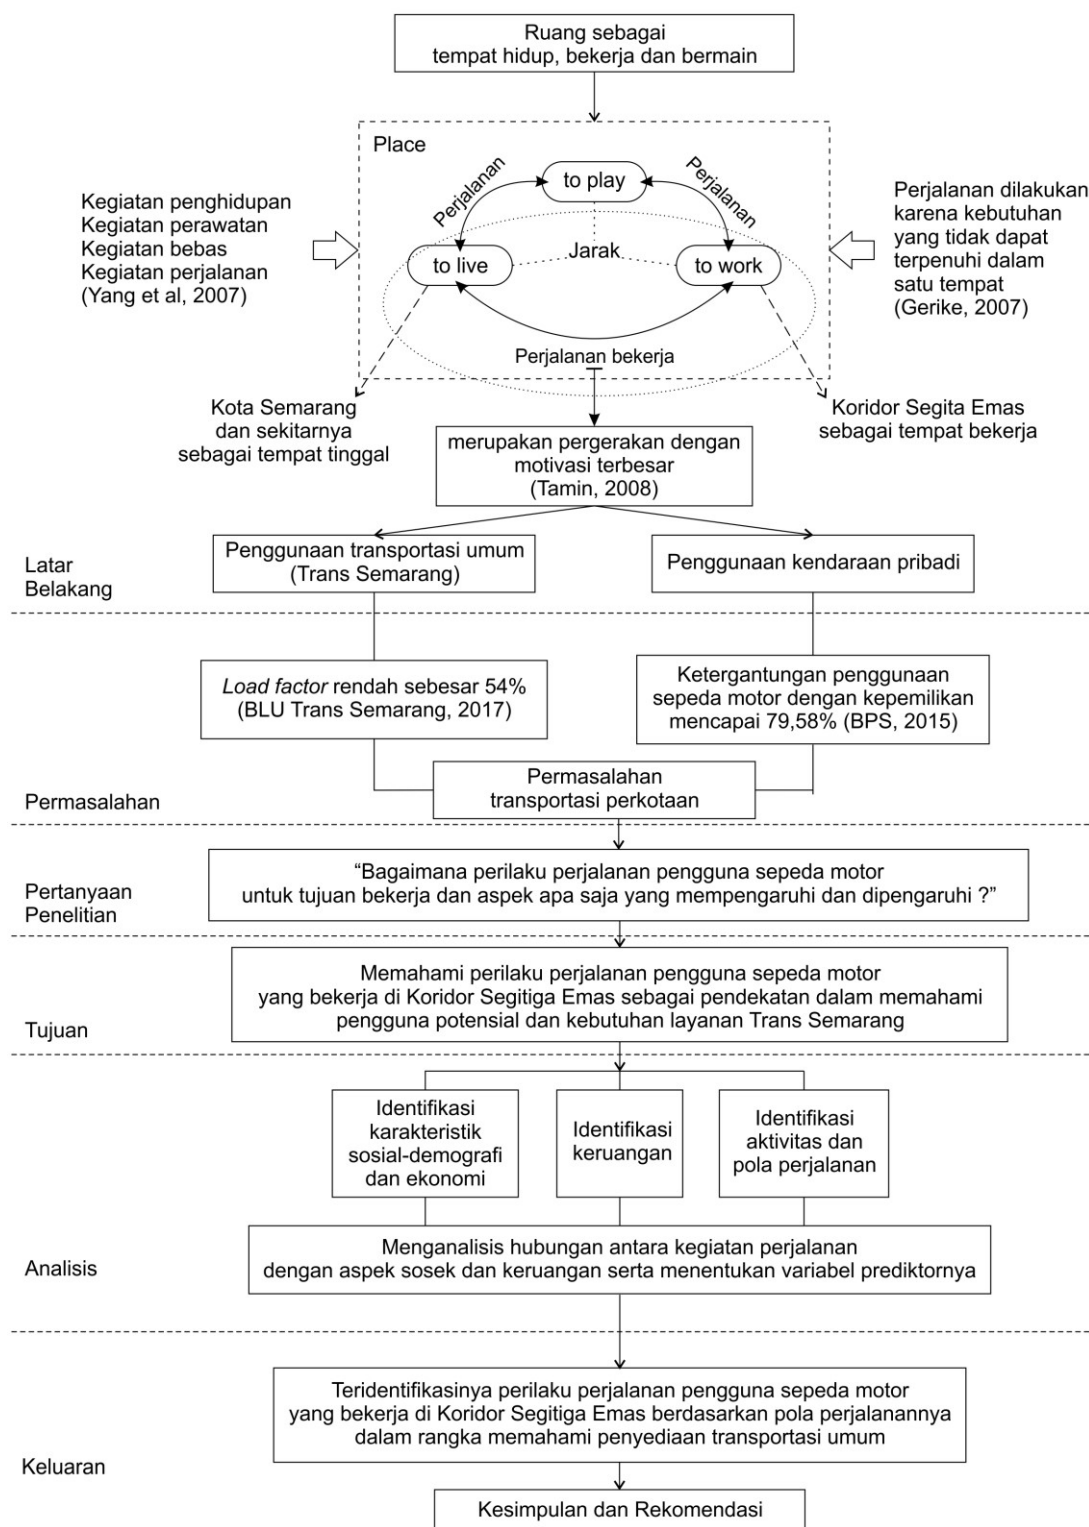 Ruang sebagai
tempat hidup, bekerja dan bermain
Place
Perjalanan
to play
Perjalanan
Kegiatan penghidupan
Kegiatan perawatan
Kegiatan bebas
Kegiatan perjalanan
(Yang et al, 2007)
to live
Jarak
to work
Perjalanan dilakukan
karena kebutuhan
yang tidak dapat
terpenuhi dalam
satu tempat
(Gerike, 2007)
Perjalanan bekerja
Kota Semarang
dan sekitarnya
sebagai tempat tinggal
Koridor Segita Emas
sebagai tempat bekerja
merupakan pergerakan dengan
motivasi terbesar
(Tamin, 2008)
Latar
Belakang
Penggunaan transportasi umum
(Trans Semarang)
Penggunaan kendaraan pribadi
Load factor rendah sebesar 54%
(BLU Trans Semarang, 2017)
Ketergantungan penggunaan
sepeda motor dengan kepemilikan
mencapai 79,58% (BPS, 2015)
Permasalahan
Permasalahan
transportasi perkotaan
Pertanyaan
Penelitian
“Bagaimana perilaku perjalanan pengguna sepeda motor
untuk tujuan bekerja dan aspek apa saja yang mempengaruhi dan dipengaruhi ?”
Tujuan
Memahami perilaku perjalanan pengguna sepeda motor
yang bekerja di Koridor Segitiga Emas sebagai pendekatan dalam memahami
pengguna potensial dan kebutuhan layanan Trans Semarang
Identifikasi
karakteristik
sosial-demografi
dan ekonomi
Identifikasi
keruangan
Identifikasi
aktivitas dan
pola perjalanan
Analisis
Menganalisis hubungan antara kegiatan perjalanan
dengan aspek sosek dan keruangan serta menentukan variabel prediktornya
Keluaran
Teridentifikasinya perilaku perjalanan pengguna sepeda motor
yang bekerja di Koridor Segitiga Emas berdasarkan pola perjalanannya
dalam rangka memahami penyediaan transportasi umum
Kesimpulan dan Rekomendasi